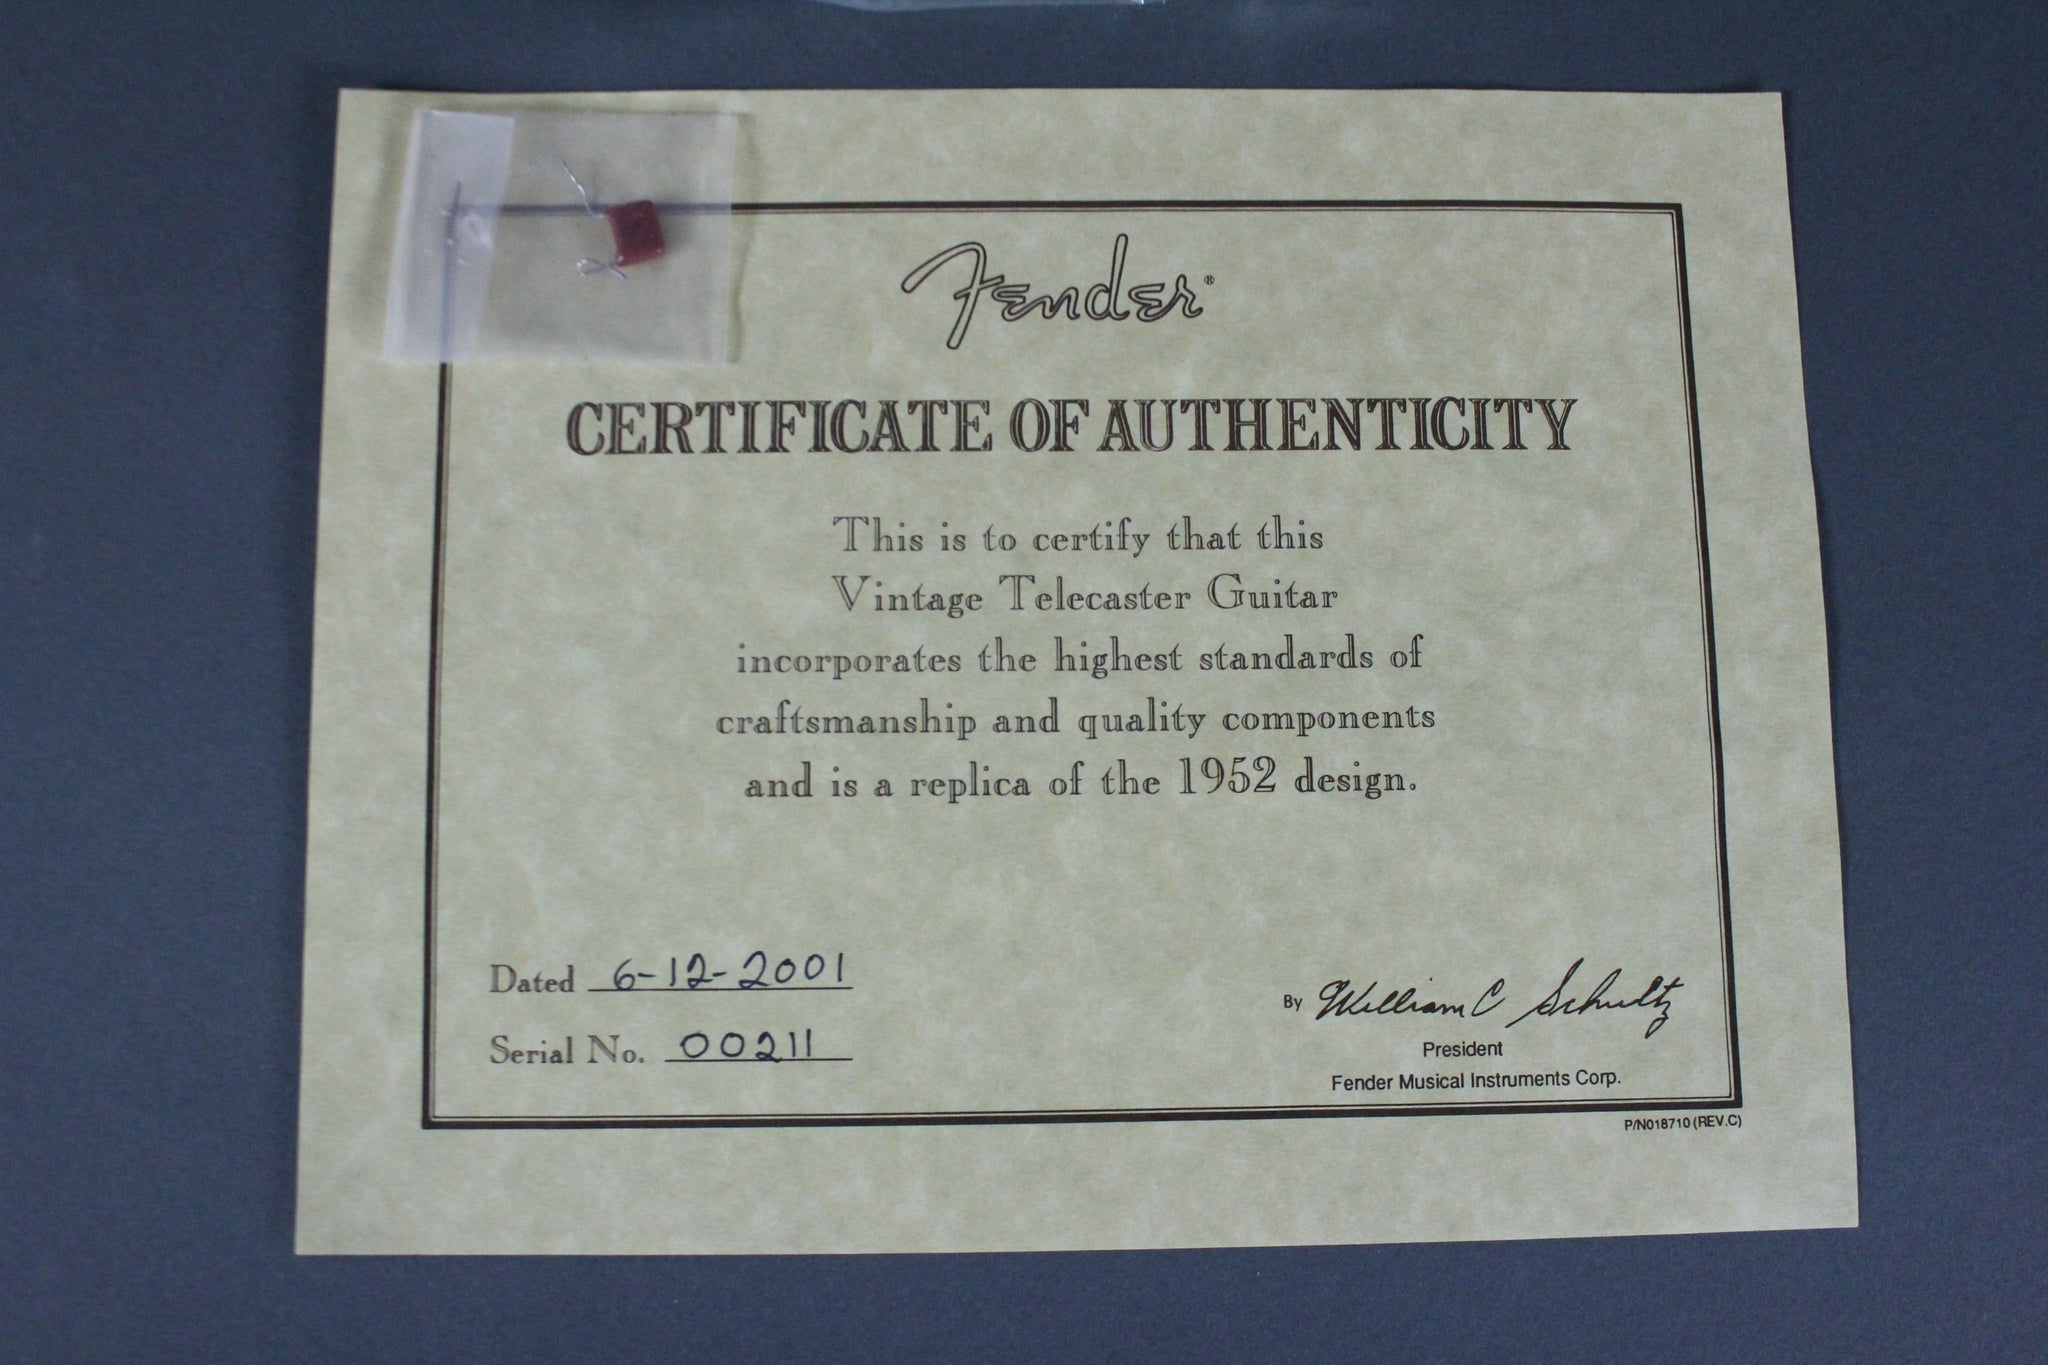 Fender®
CERTIFICATE OF AUTHENTICITY
This is to certify that this
Vintage Telecaster Guitar
incorporates the highest standards of
craftsmanship and quality components
and is a replica of the 1952 design.
Dated 6-12-2001
Serial No. 00211
By William C Schultz
President
Fender Musical Instruments Corp.
P/N018710 (REV.C)